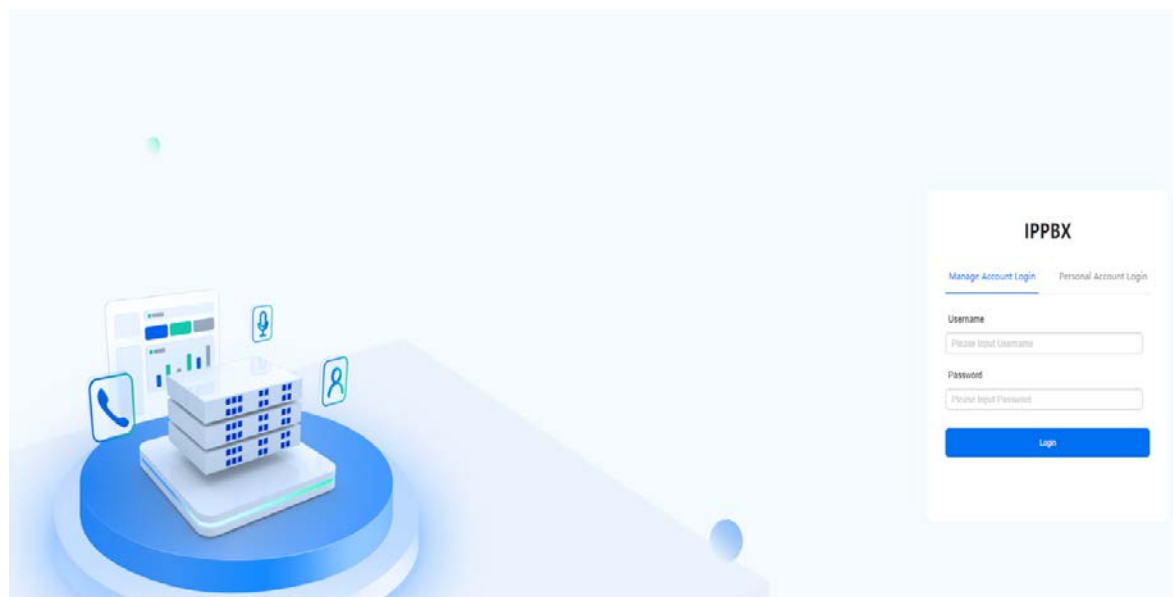 IPPBX
Manage Account Login Personal Account Login
Username
Please Input Username
Password
Please Input Password
Login